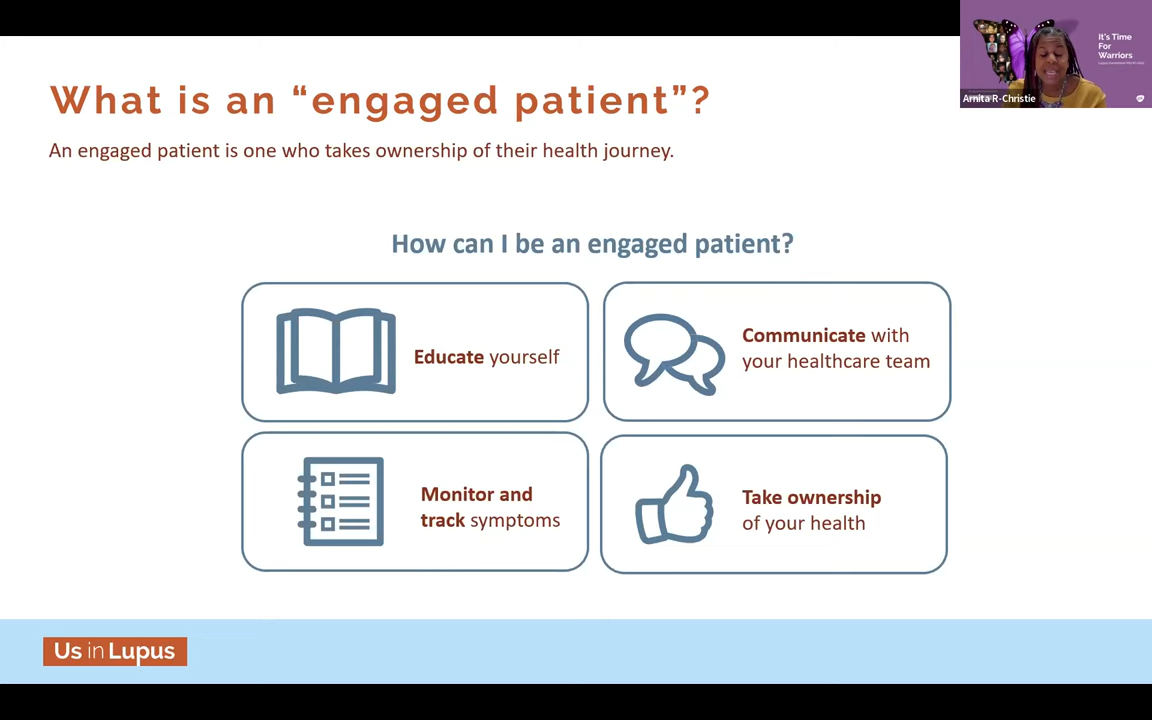 What is an “engaged patient”?
An engaged patient is one who takes ownership of their health journey.
How can I be an engaged patient?
Educate yourself
Communicate with
your healthcare team
Monitor and
track symptoms
Take ownership
of your health
Us in Lupus
It's Time
For
Warriors
Arnita R-Christie